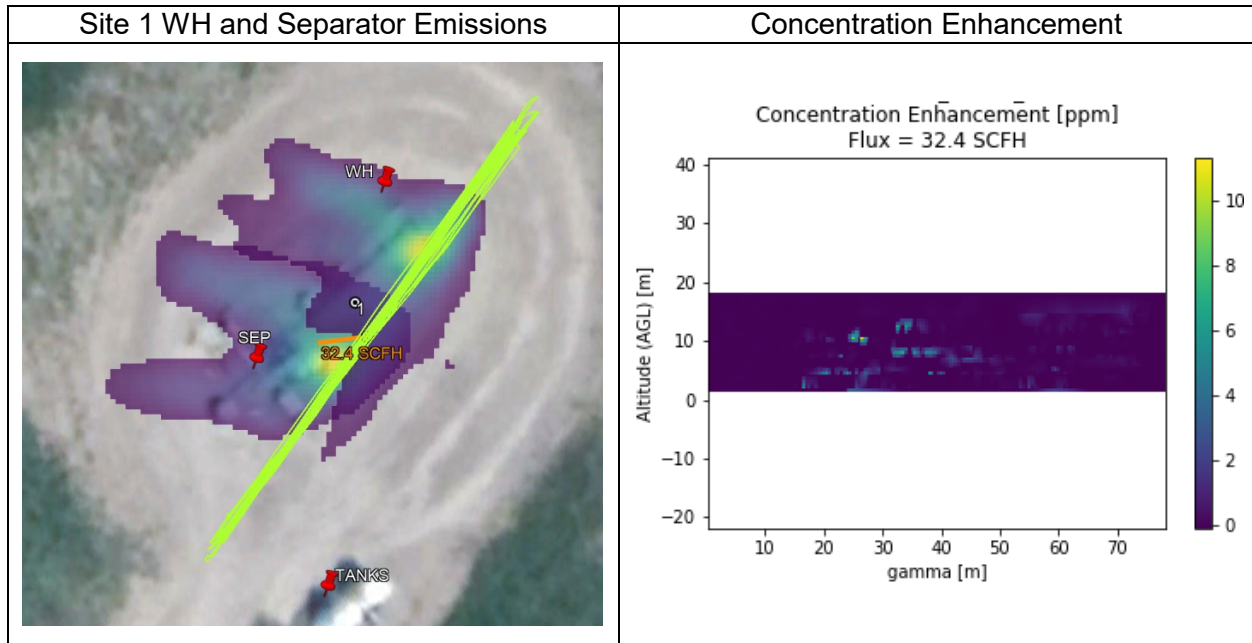 Site 1 WH and Separator Emissions
Concentration Enhancement
WH
1
SEP
32.4 SCFH
TANKS
Concentration Enhancement [ppm]
Flux = 32.4 SCFH
40
30
20
10
0
−10
−20
Altitude (AGL) [m]
10 20 30 40 50 60 70
gamma [m]
10
8
6
4
2
0